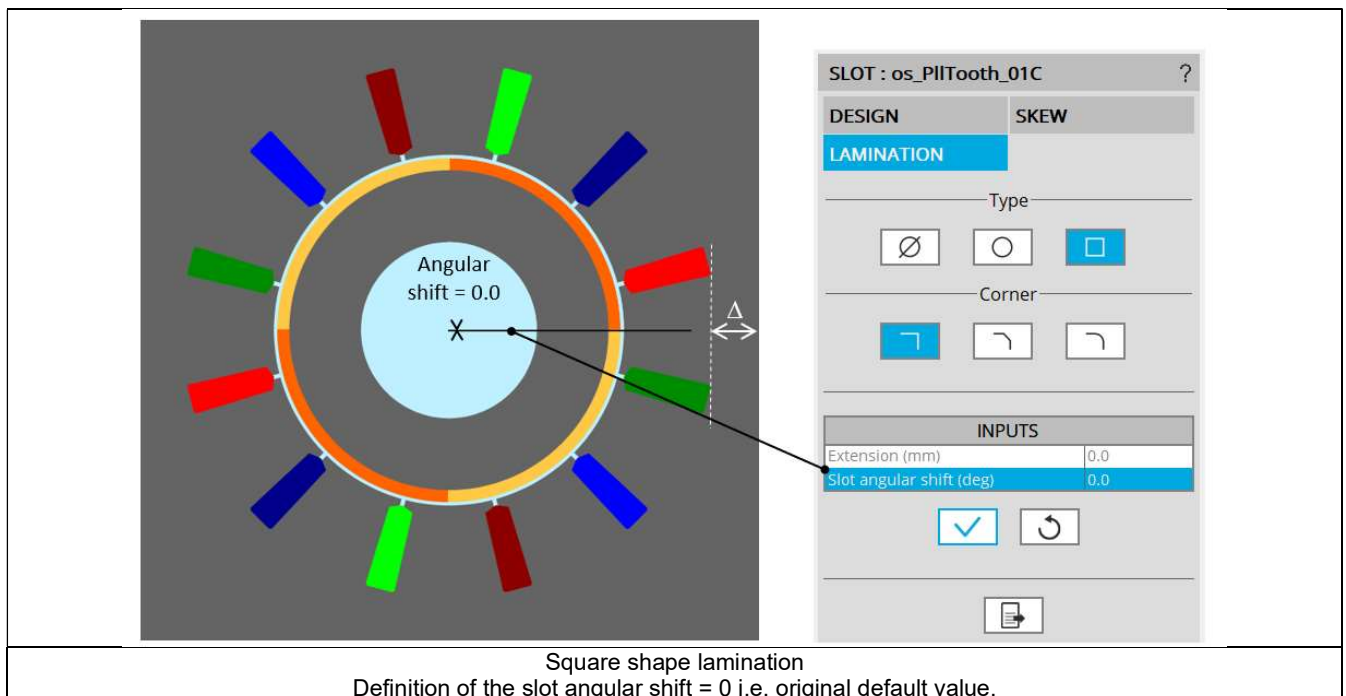 SLOT : os_PllTooth_01C ?
DESIGN SKEW
LAMINATION
Type
Angular
shift = 0.0
Δ
Corner
INPUTS
Extension (mm) 0.0
Slot angular shift (deg) 0.0
Square shape lamination
Definition of the slot angular shift = 0 i.e. original default value.